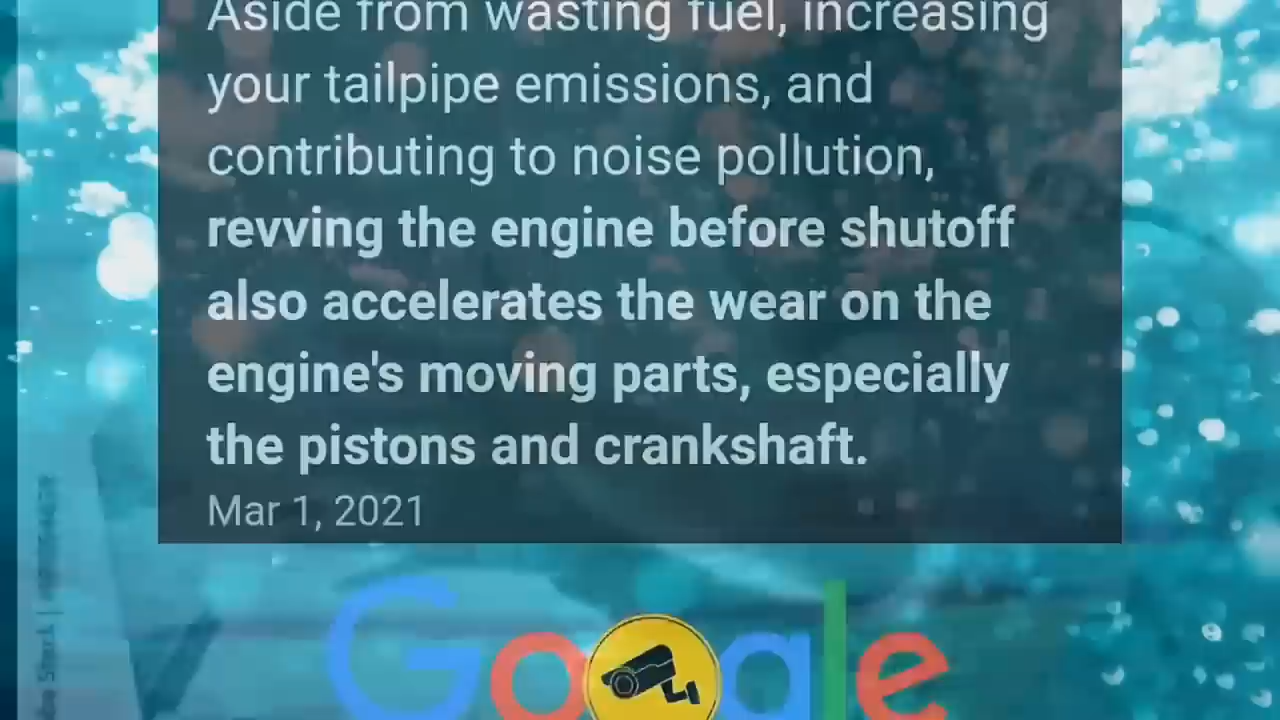 Aside from wasting fuel, increasing
your tailpipe emissions, and
contributing to noise pollution,
revving the engine before shutoff
also accelerates the wear on the
engine's moving parts, especially
the pistons and crankshaft.
Mar 1, 2021
Google